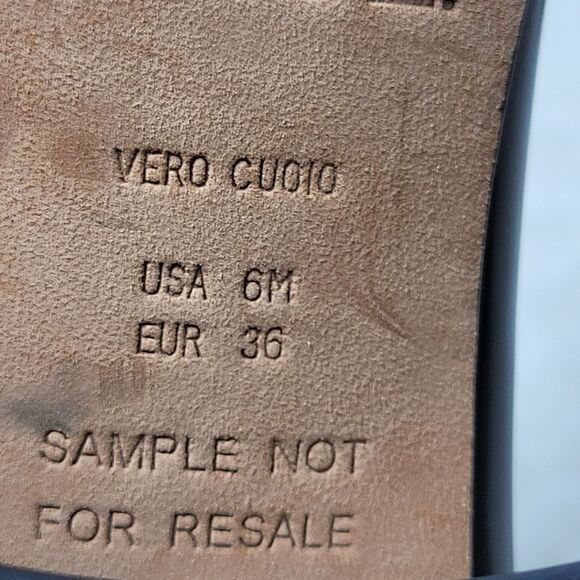 VERO CUOIO
USA 6M
EUR 36
SAMPLE NOT
FOR RESALE